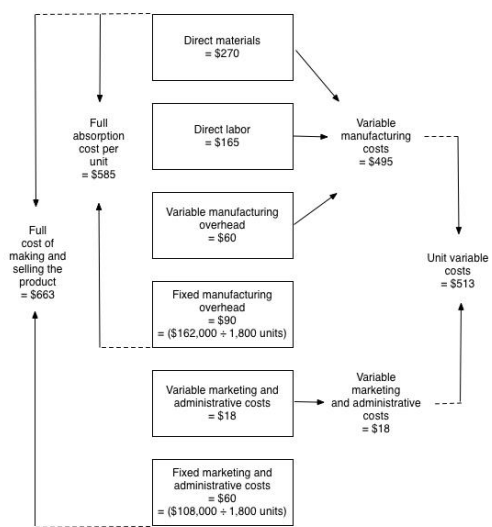 Direct materials
= $270
Full
absorption
cost per
unit
= $585
Direct labor
= $165
Variable
manufacturing
costs
= $495
Variable manufacturing
overhead
= $60
Full
cost of
making and
selling the
product
= $663
Unit variable
costs
= $513
Fixed manufacturing
overhead
= $90
= ($162,000 ÷ 1,800 units)
Variable marketing and
administrative costs
= $18
Variable
marketing
and administrative
costs
= $18
Fixed marketing and
administrative costs
= $60
= ($108,000 ÷ 1,800 units)